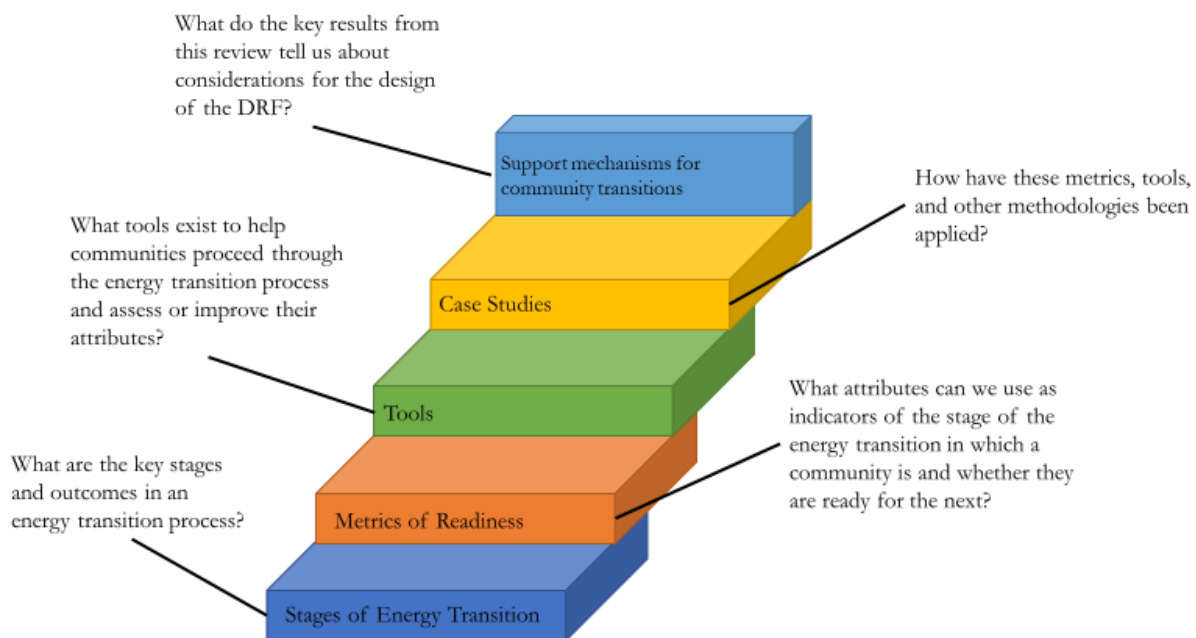 What do the key results from
this review tell us about
considerations for the design
of the DRF?
Support mechanisms for
community transitions
How have these metrics, tools,
and other methodologies been
applied?
What tools exist to help
communities proceed through
the energy transition process
and assess or improve their
attributes?
Case Studies
Tools
What attributes can we use as
indicators of the stage of the
energy transition in which a
community is and whether they
are ready for the next?
What are the key stages
and outcomes in an
energy transition process?
Metrics of Readiness
Stages of Energy Transition